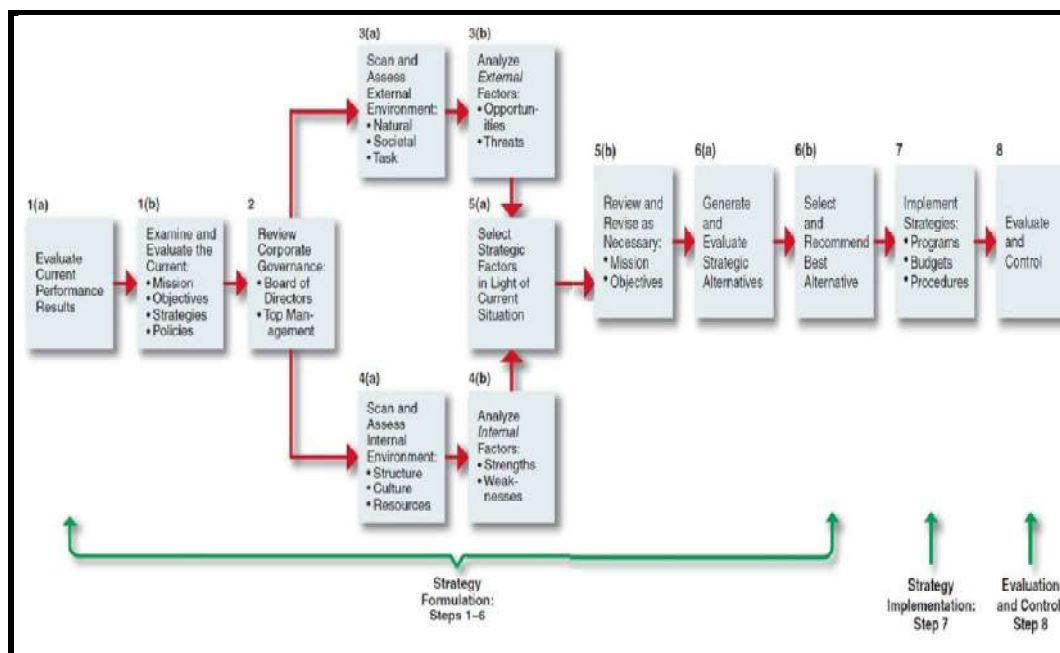 3(a)
Scan and
Assess
External
Environment:
• Natural
• Societal
• Task
3(b)
Analyze
External
Factors:
• Opportun-
ities
• Threats
1(a)
Evaluate
Current
Performance
Results
1(b)
Examine and
Evaluate the
Current:
• Mission
• Objectives
• Strategies
• Policies
2
Review
Corporate
Governance:
• Board of
Directors
• Top Man-
agement
4(a)
Scan and
Assess
Internal
Environment:
• Structure
• Culture
• Resources
4(b)
Analyze
Internal
Factors:
• Strengths
• Weak-
nesses
5(a)
Select
Strategic
Factors
in Light of
Current
Situation
5(b)
Review and
Revise as
Necessary:
• Mission
• Objectives
6(a)
Generate
and
Evaluate
Strategic
Alternatives
6(b)
Select
and
Recommend
Best
Alternative
7
Implement
Strategies:
• Programs
• Budgets
• Procedures
8
Evaluate
and
Control
Strategy
Formulation:
Steps 1–6
Strategy
Implementation:
Step 7
Evaluation
and Control:
Step 8